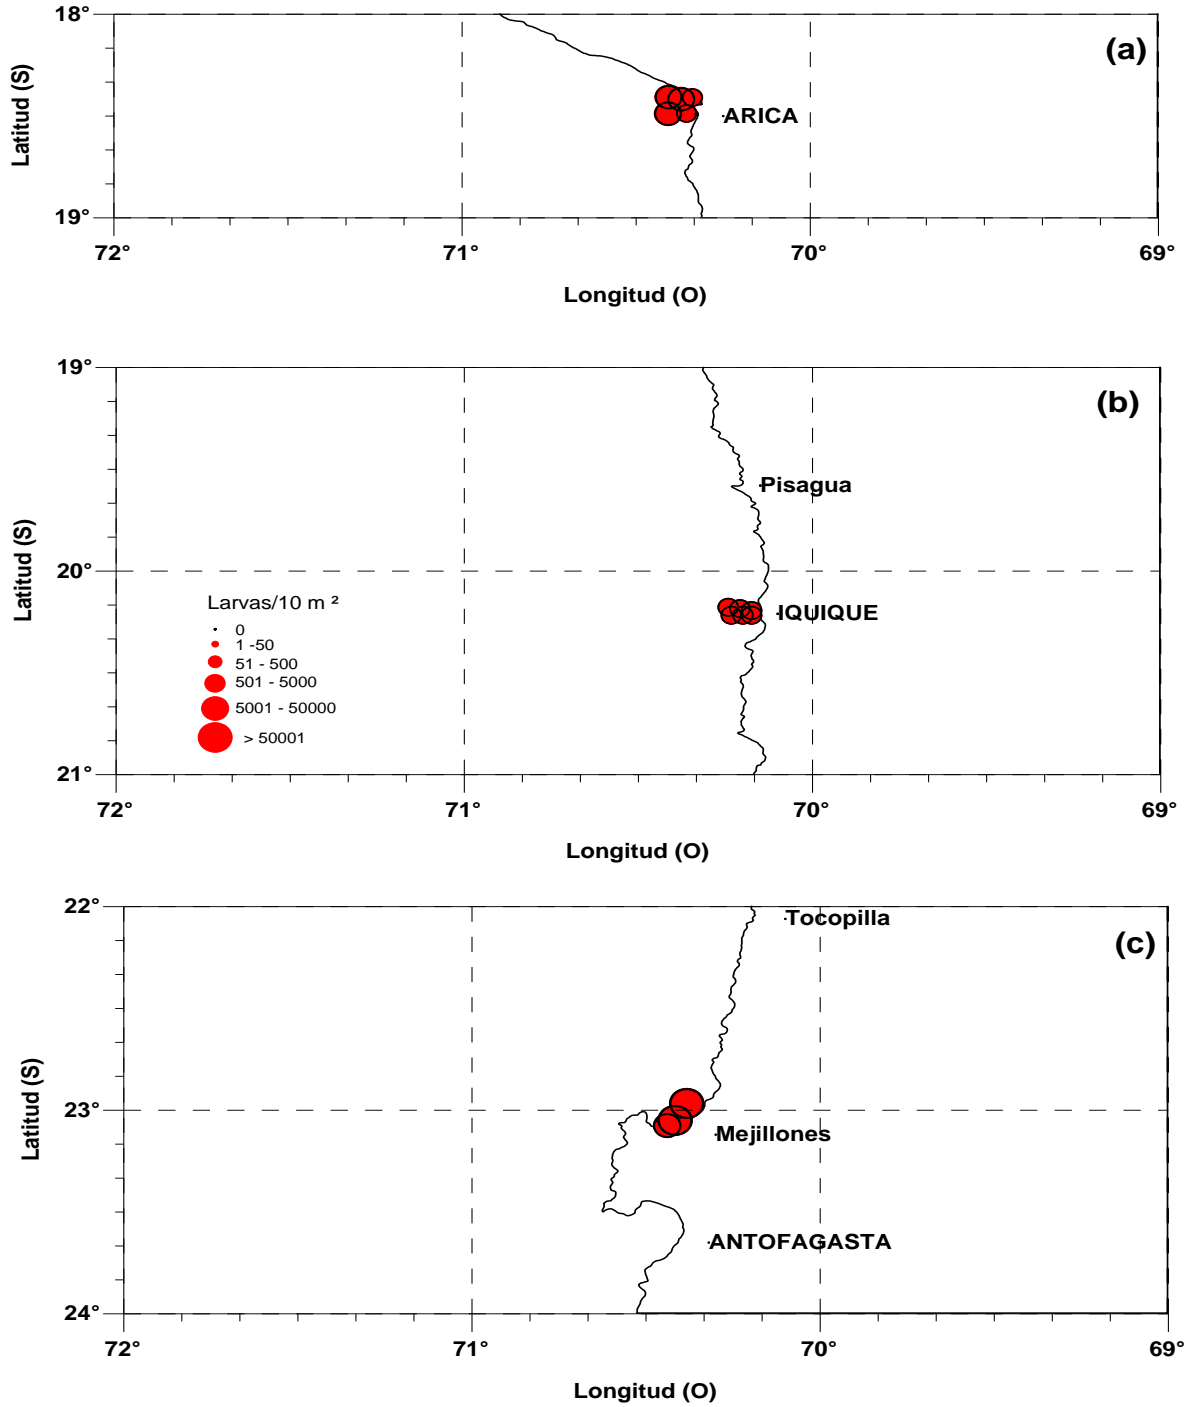 18°
(a)
Latitud (S)
ARICA
19°
72°
71°
70°
69°
Longitud (O)
19°
(b)
Pisagua
Latitud (S)
20°
Larvas/10 m ²
0
1 -50
51 - 500
501 - 5000
5001 - 50000
> 50001
IQUIQUE
21°
72°
71°
70°
69°
Longitud (O)
22°
Tocopilla
(c)
Latitud (S)
23°
Mejillones
ANTOFAGASTA
24°
72°
71°
70°
69°
Longitud (O)